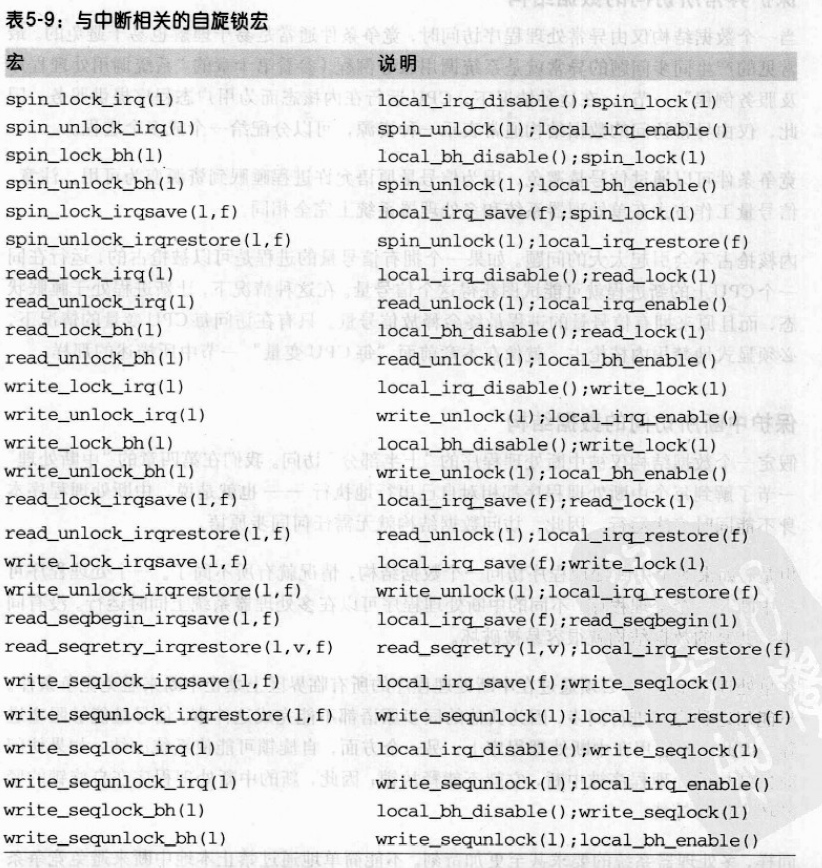 表5-9：与中断相关的自旋锁宏
宏 说明
spin_lock_irq(l) local_irq_disable();spin_lock(l)
spin_unlock_irq(l) spin_unlock(l);local_irq_enable()
spin_lock_bh(l) local_bh_disable();spin_lock(l)
spin_unlock_bh(l) spin_unlock(l);local_bh_enable()
spin_lock_irqsave(l,f) local_irq_save(f);spin_lock(l)
spin_unlock_irqrestore(l,f) spin_unlock(l);local_irq_restore(f)
read_lock_irq(l) local_irq_disable();read_lock(l)
read_unlock_irq(l) read_unlock(l);local_irq_enable()
read_lock_bh(l) local_bh_disable();read_lock(l)
read_unlock_bh(l) read_unlock(l);local_bh_enable()
write_lock_irq(l) local_irq_disable();write_lock(l)
write_unlock_irq(l) write_unlock(l);local_irq_enable()
write_lock_bh(l) local_bh_disable();write_lock(l)
write_unlock_bh(l) write_unlock(l);local_bh_enable()
read_lock_irqsave(l,f) local_irq_save(f);read_lock(l)
read_unlock_irqrestore(l,f) read_unlock(l);local_irq_restore(f)
write_lock_irqsave(l,f) local_irq_save(f);write_lock(l)
write_unlock_irqrestore(l,f) write_unlock(l);local_irq_restore(f)
read_seqbegin_irqsave(l,f) local_irq_save(f);read_seqbegin(l)
read_seqretry_irqrestore(l,v,f) read_seqretry(l,v);local_irq_restore(f)
write_seqlock_irqsave(l,f) local_irq_save(f);write_seqlock(l)
write_sequnlock_irqrestore(l,f) write_sequnlock(l);local_irq_restore(f)
write_seqlock_irq(l) local_irq_disable();write_seqlock(l)
write_sequnlock_irq(l) write_sequnlock(l);local_irq_enable()
write_seqlock_bh(l) local_bh_disable();write_seqlock(l)
write_sequnlock_bh(l) write_sequnlock(l);local_bh_enable()